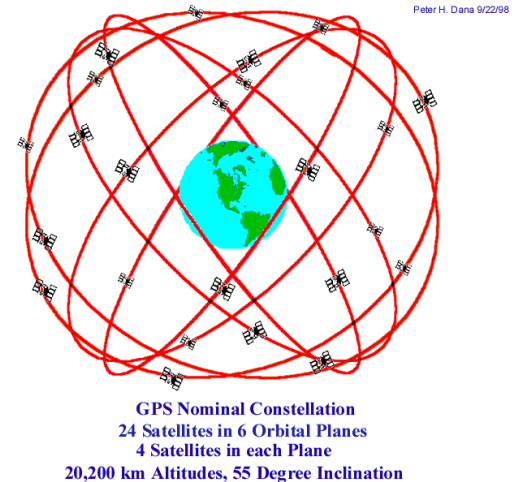 Peter H. Dana 9/22/98
GPS Nominal Constellation
24 Satellites in 6 Orbital Planes
4 Satellites in each Plane
20,200 km Altitudes, 55 Degree Inclination